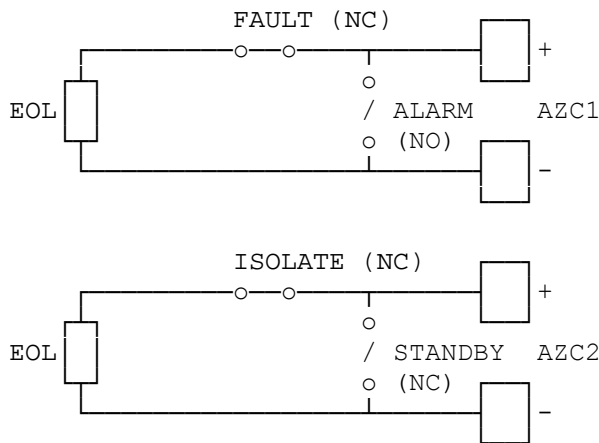 FAULT (NC)
+
EOL / ALARM AZC1
(NO)
-
ISOLATE (NC)
+
EOL / STANDBY AZC2
(NC)
-